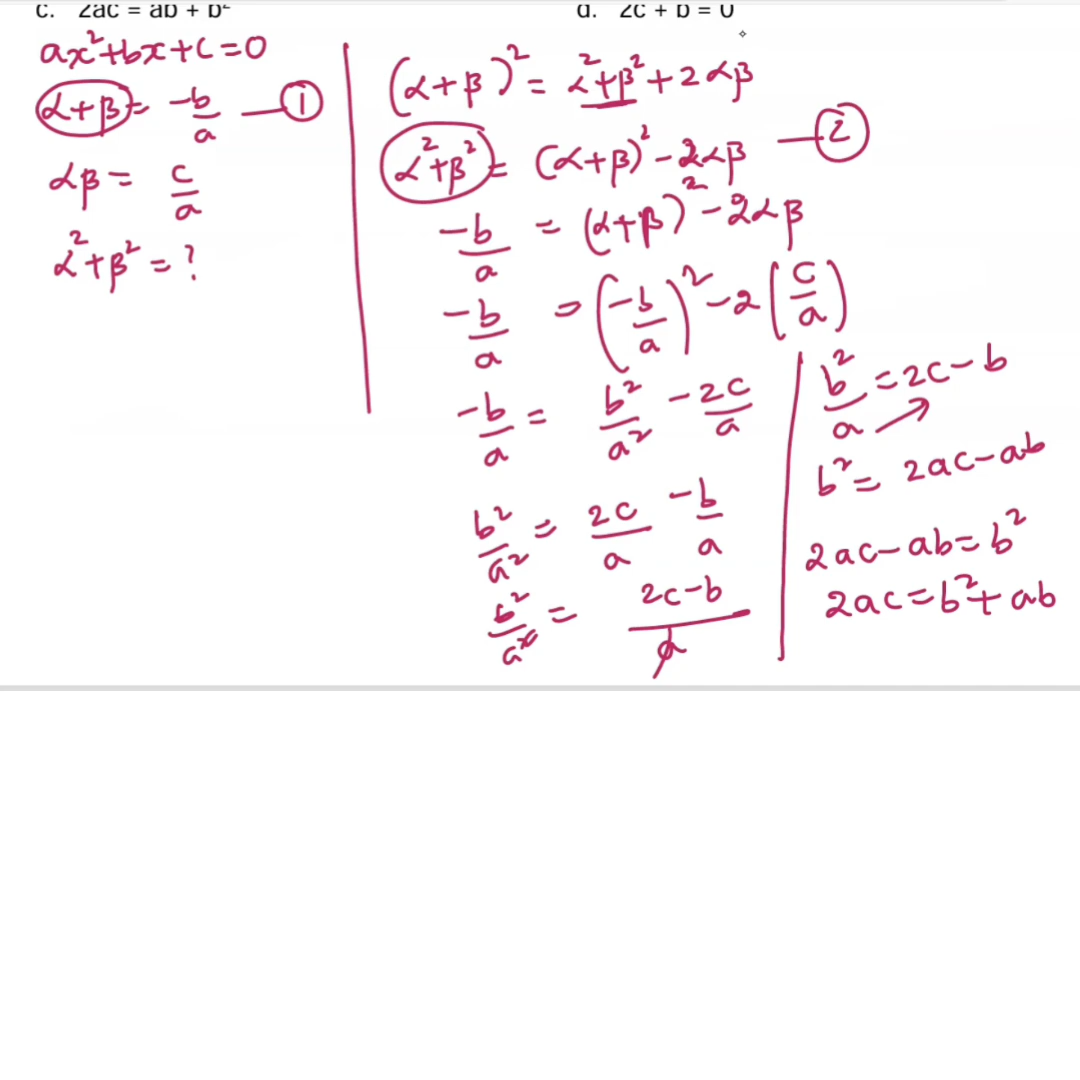 c. 2ac = ab + b²
d. 2c + b = 0
ax²+bx+c=0
α+β= -b/a —①
αβ= c/a
α²+β²=?
(α+β)²= α²+β²+2αβ
α²+β²= (α+β)²-2αβ —②
-b/a = (α+β)²-2αβ
-b/a = (-b/a)²-2(c/a)
-b/a = b²/a² -2c/a
b²/a² = 2c/a -b/a
b²/a² = 2c-b/a
b²/a =2c-b
b²= 2ac-ab
2ac-ab=b²
2ac=b²+ab